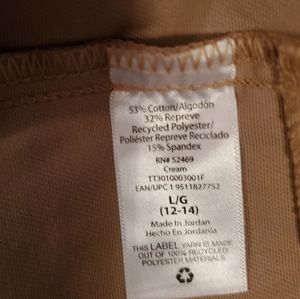 53% Cotton/Algodón
32% Repreve
Recycled Polyester/
Poliéster Repreve Reciclado
15% Spandex
RN# 52469
Cream
TT3010003001F
EAN/UPC 1 9511827752
L/G
(12-14)
Made In Jordan
Hecho En Jordania
THIS LABEL YARN IS MADE
OUT OF 100% RECYCLED
POLYESTER MATERIALS